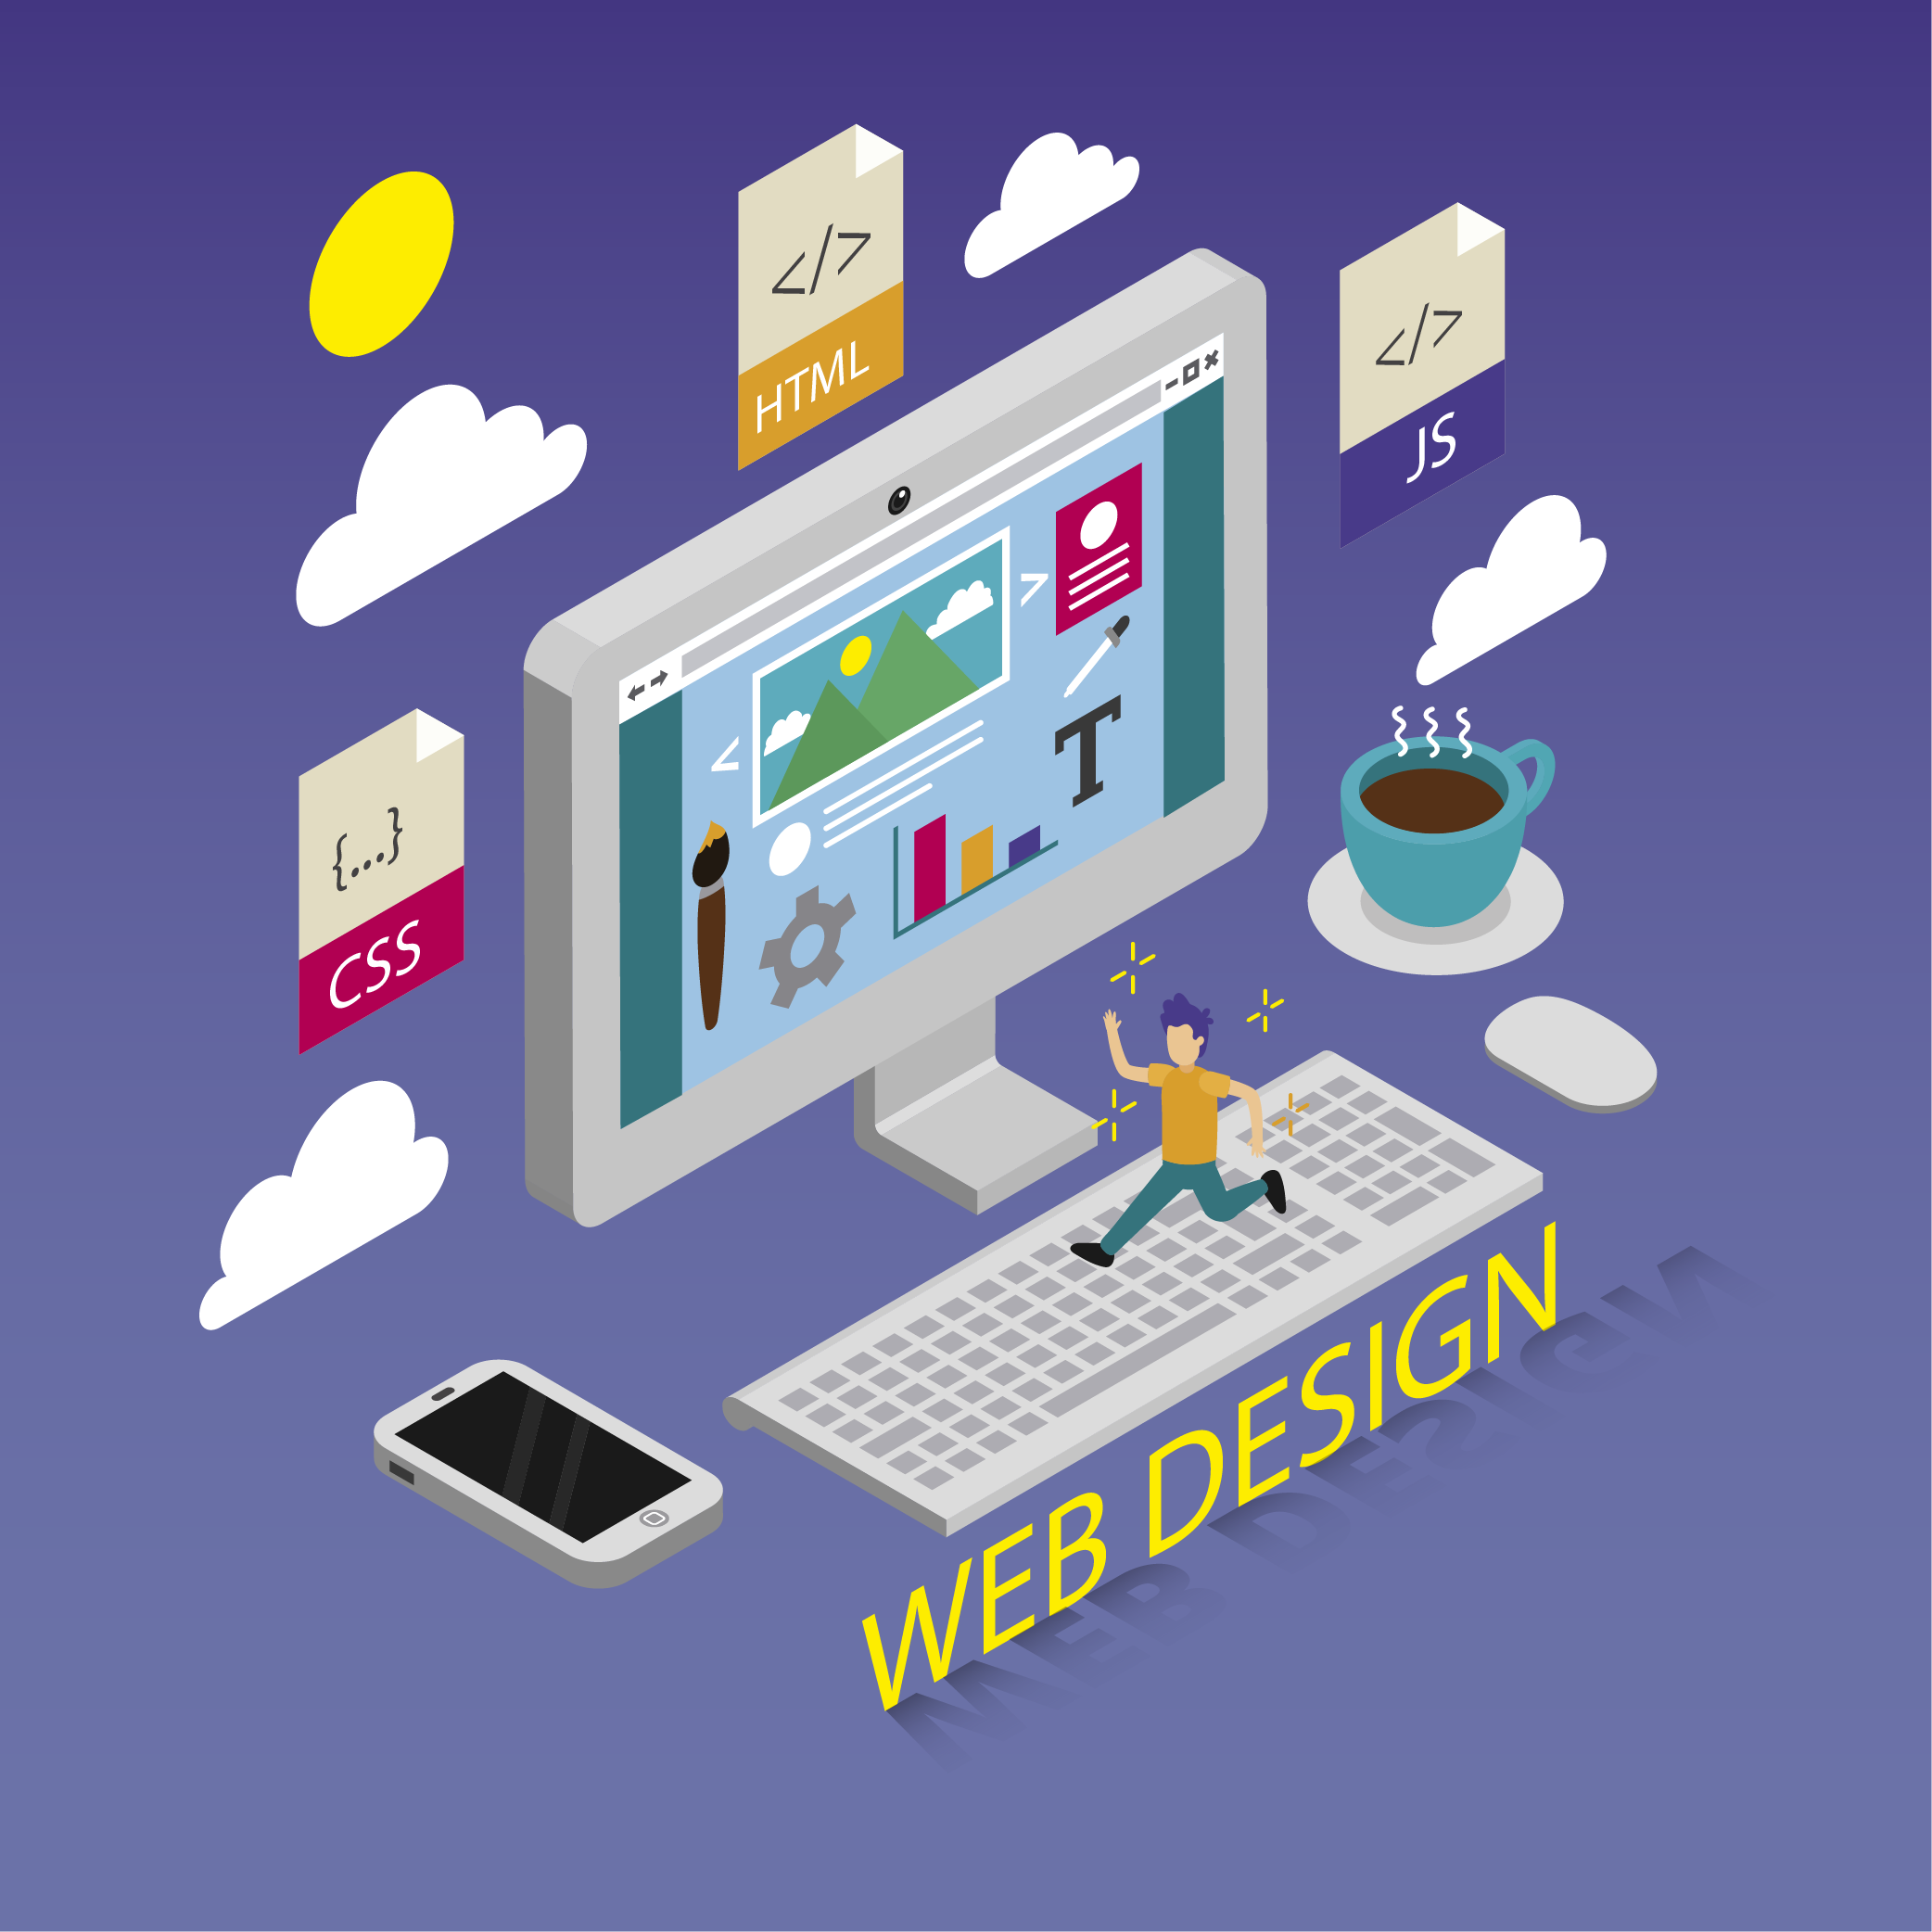 </>
HTML
</>
JS
< >
T
{...}
CSS
WEB DESIGN